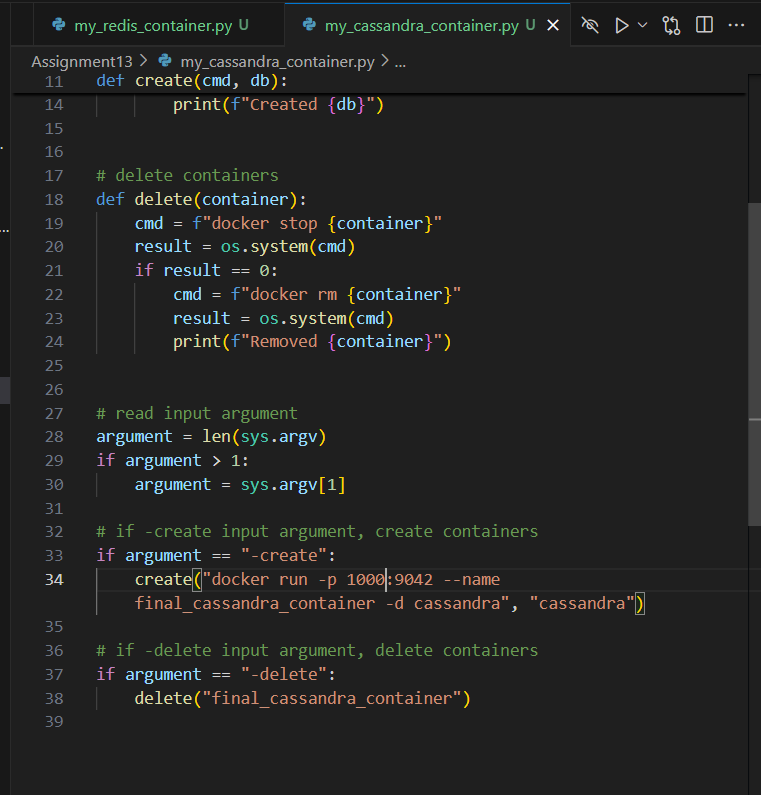 my_redis_container.py U
my_cassandra_container.py U
Assignment13 > my_cassandra_container.py > ...
11 def create(cmd, db):
14 print(f"Created {db}")
15
16
17 # delete containers
18 def delete(container):
19 cmd = f"docker stop {container}"
20 result = os.system(cmd)
21 if result == 0:
22 cmd = f"docker rm {container}"
23 result = os.system(cmd)
24 print(f"Removed {container}")
25
26
27 # read input argument
28 argument = len(sys.argv)
29 if argument > 1:
30 argument = sys.argv[1]
31
32 # if -create input argument, create containers
33 if argument == "-create":
34 create("docker run -p 1000:9042 --name
final_cassandra_container -d cassandra", "cassandra")
35
36 # if -delete input argument, delete containers
37 if argument == "-delete":
38 delete("final_cassandra_container")
39